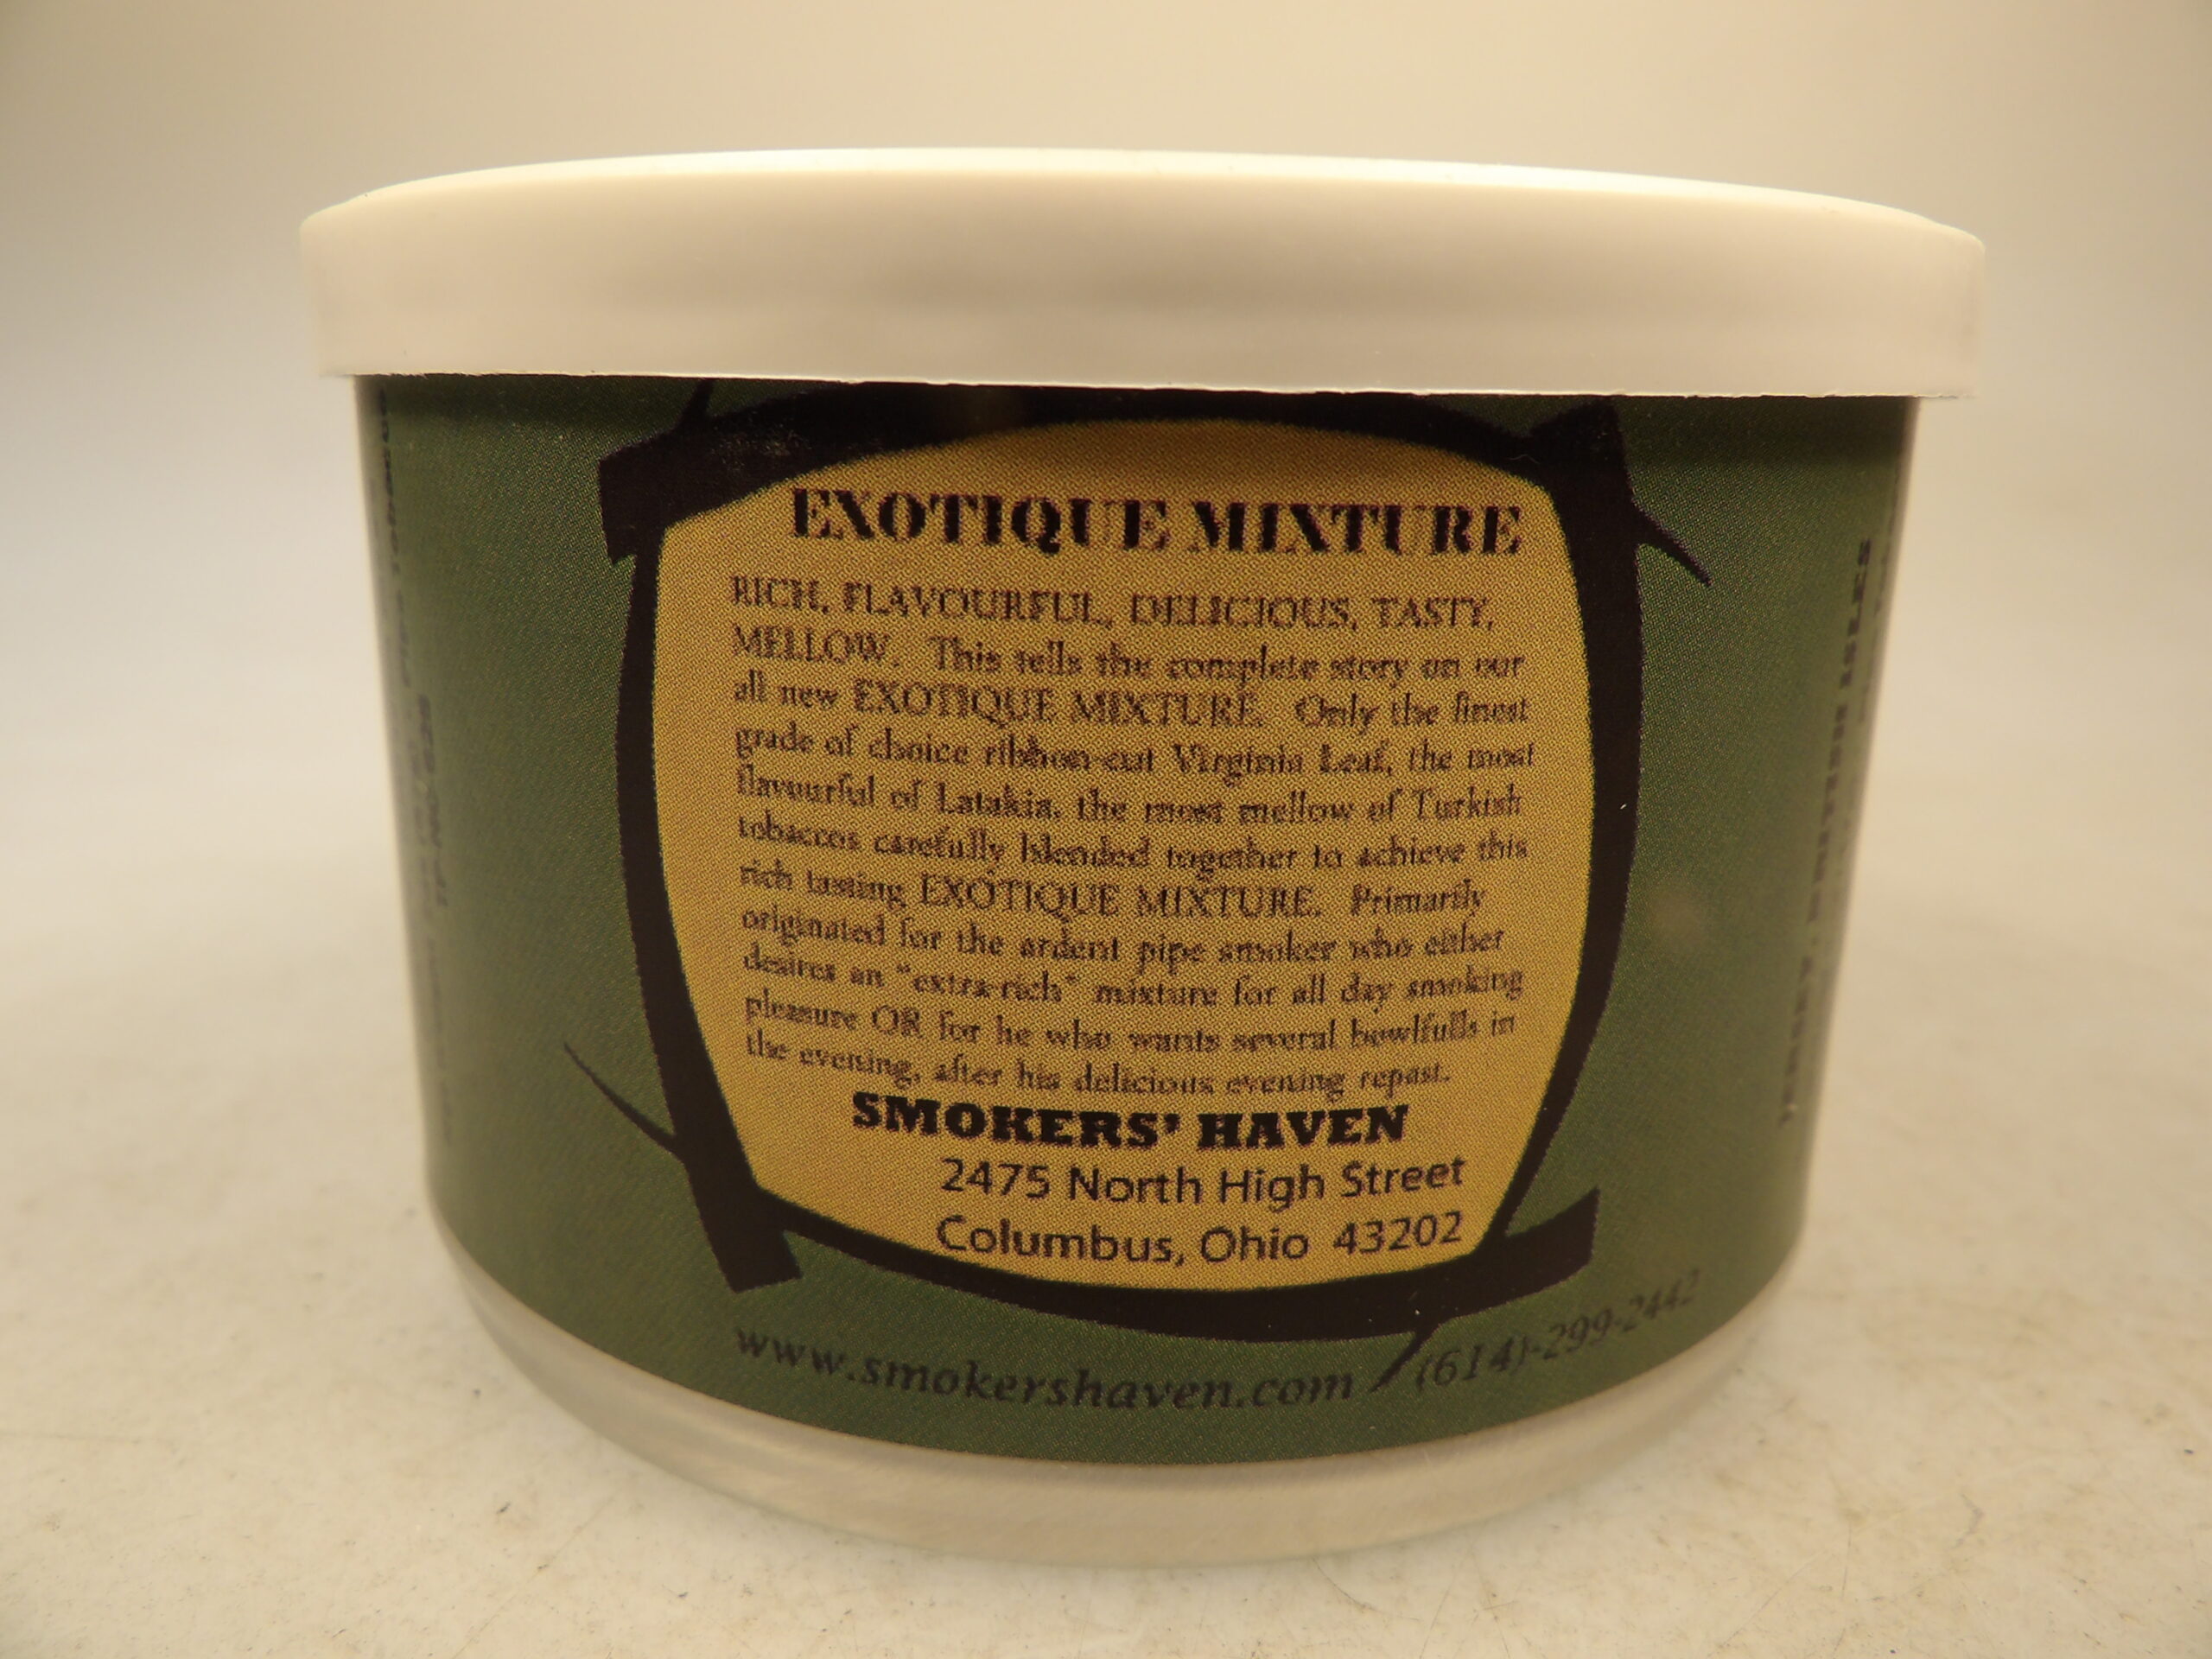 EXOTIQUE MIXTURE
RICH, FLAVOURFUL, DELICIOUS, TASTY,
MELLOW. This tells the complete story on our
all new EXOTIQUE MIXTURE. Only the finest
grade of choice ribbon-cut Virginia Leaf, the most
flavourful of Latakia, the most mellow of Turkish
tobaccos carefully blended together to achieve this
rich tasting EXOTIQUE MIXTURE. Primarily
originated for the ardent pipe smoker who either
desires an "extra-rich" mixture for all day smoking
pleasure OR for he who wants several bowlfulls in
the evening, after his delicious evening repast.
SMOKERS' HAVEN
2475 North High Street
Columbus, Ohio 43202
www.smokershaven.com / (614)-299-2442